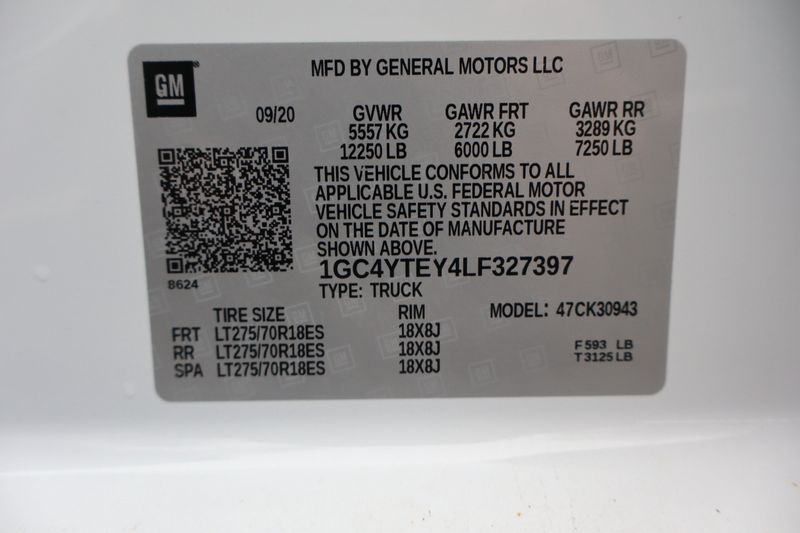 GM
MFD BY GENERAL MOTORS LLC
09/20 GVWR GAWR FRT GAWR RR
5557 KG 2722 KG 3289 KG
12250 LB 6000 LB 7250 LB
THIS VEHICLE CONFORMS TO ALL
APPLICABLE U.S. FEDERAL MOTOR
VEHICLE SAFETY STANDARDS IN EFFECT
ON THE DATE OF MANUFACTURE
SHOWN ABOVE.
8624
1GC4YTEY4LF327397
TYPE: TRUCK
TIRE SIZE RIM MODEL: 47CK30943
FRT LT275/70R18ES 18X8J
RR LT275/70R18ES 18X8J
SPA LT275/70R18ES 18X8J
F 593 LB
T 3125 LB